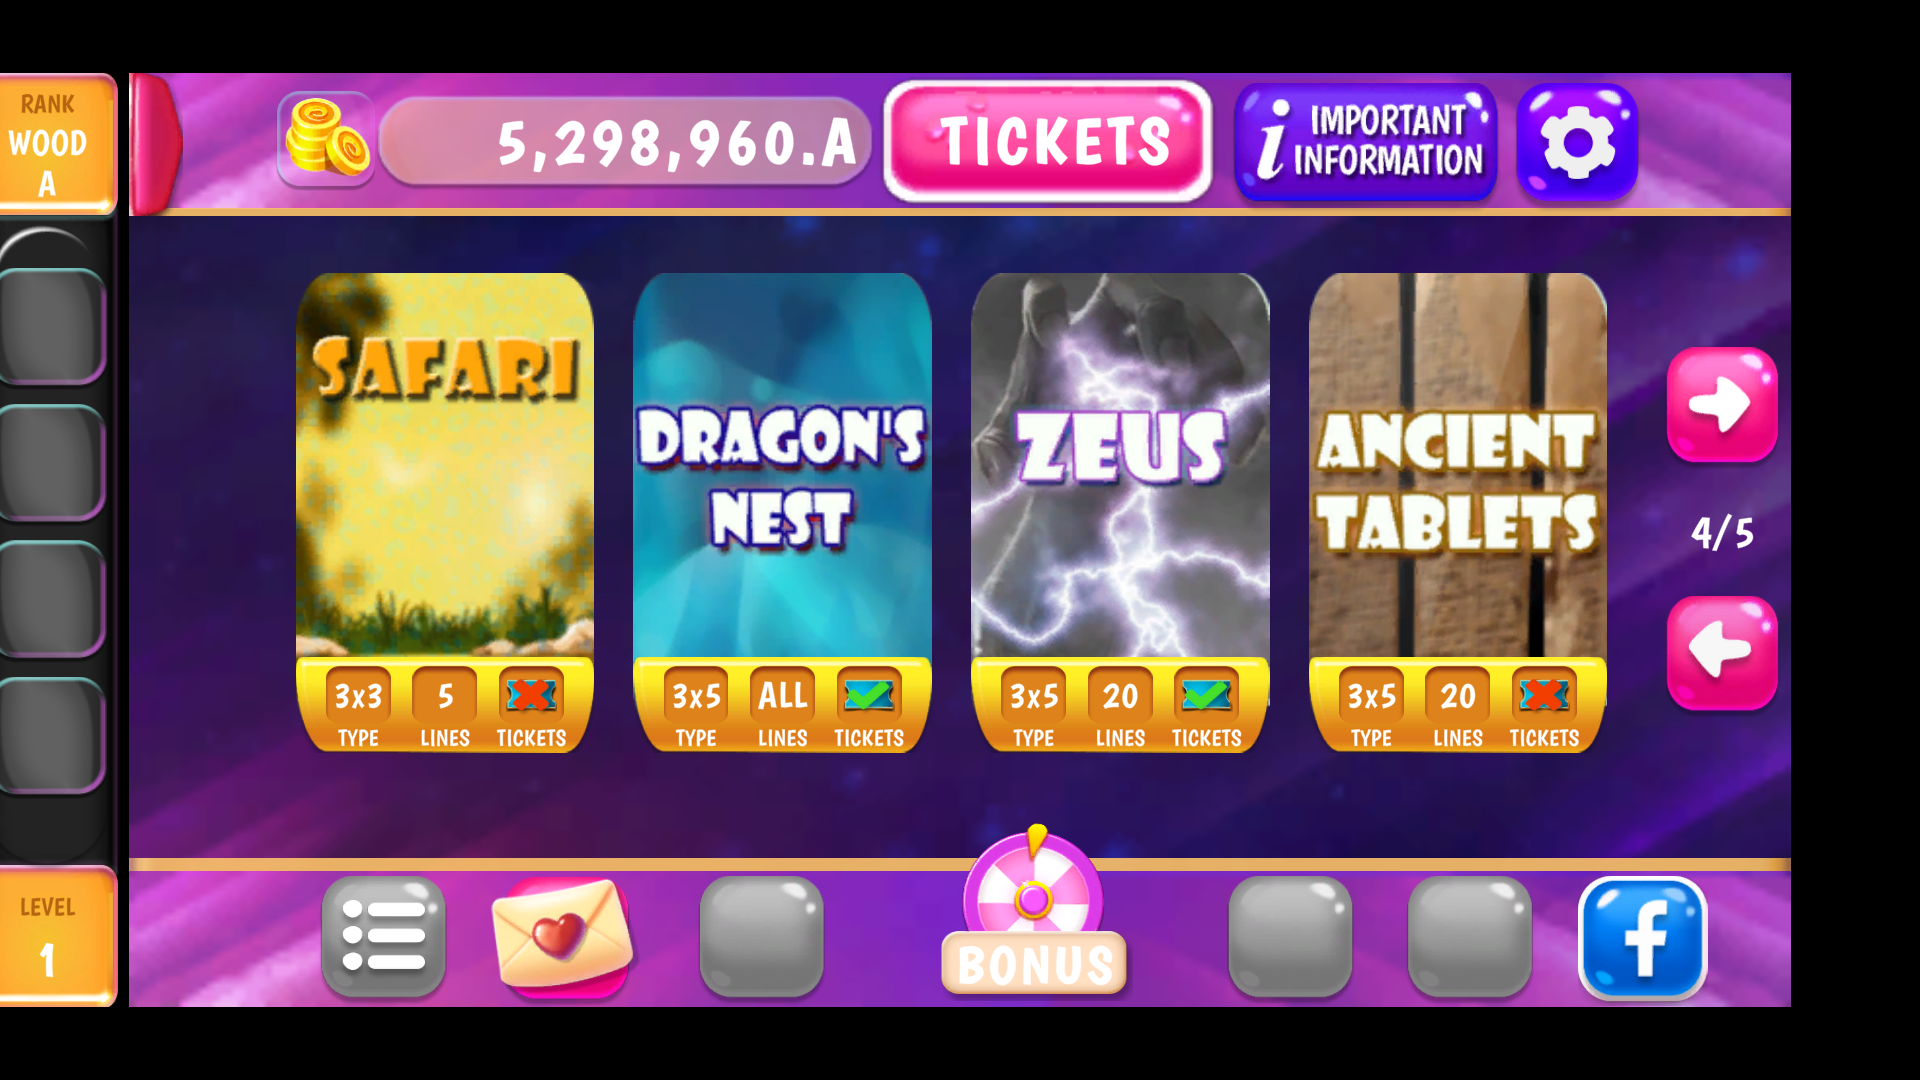 RANK
WOOD
A
5,298,960.A
TICKETS
i IMPORTANT
INFORMATION
SAFARI
3x3 5
TYPE LINES TICKETS
DRAGON'S
NEST
3x5 ALL
TYPE LINES TICKETS
ZEUS
3x5 20
TYPE LINES TICKETS
ANCIENT
TABLETS
3x5 20
TYPE LINES TICKETS
4/5
LEVEL
1
BONUS
f